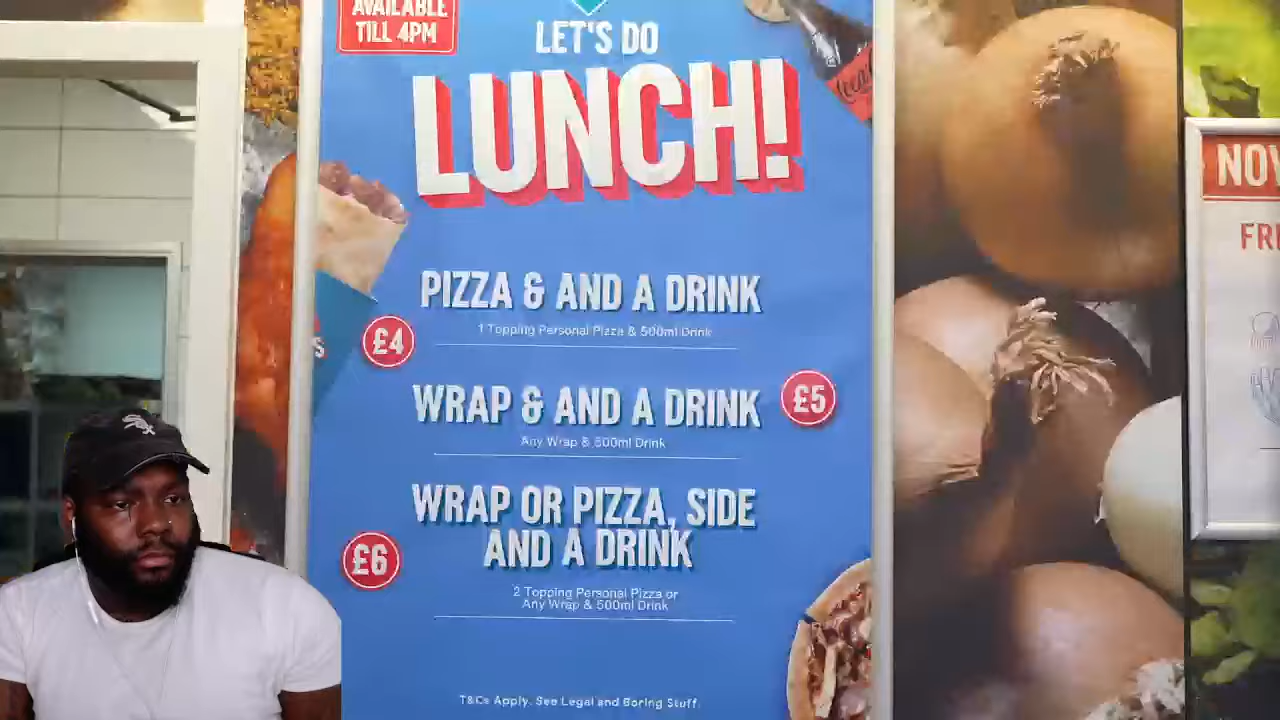 AVAILABLE
TILL 4PM
LET'S DO
LUNCH!
PIZZA & AND A DRINK
1 Topping Personal Pizza & 500ml Drink
£4
WRAP & AND A DRINK
£5
Any Wrap & 500ml Drink
WRAP OR PIZZA, SIDE
AND A DRINK
£6
2 Topping Personal Pizza or
Any Wrap & 500ml Drink
T&Cs Apply. See Legal and Boring Stuff.